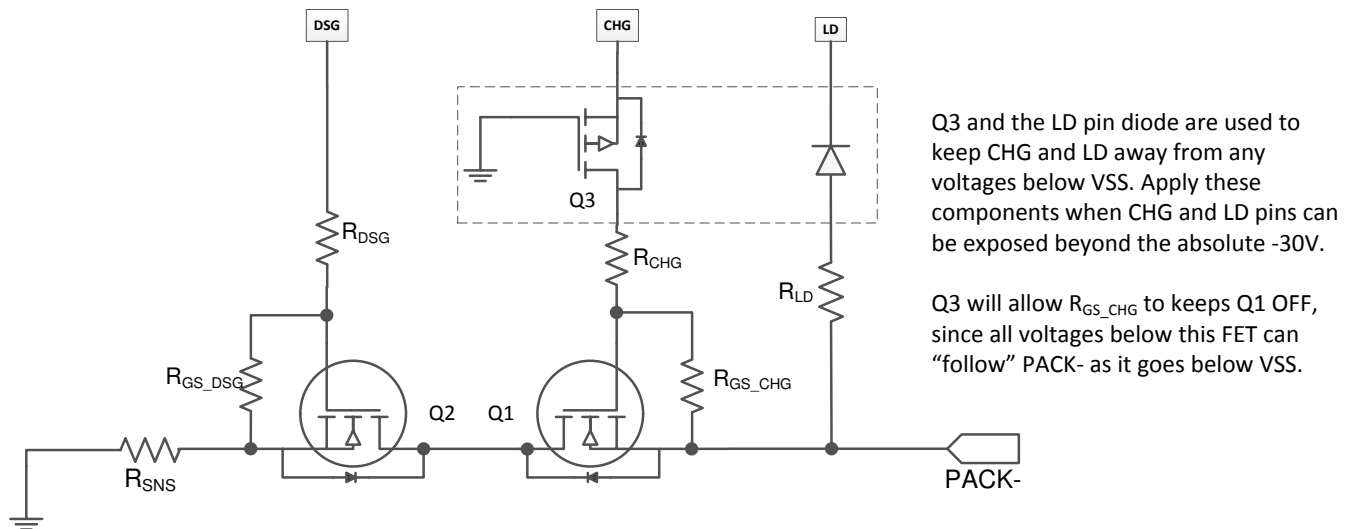 DSG
CHG
LD
Q3 and the LD pin diode are used to
keep CHG and LD away from any
voltages below VSS. Apply these
components when CHG and LD pins can
be exposed beyond the absolute -30V.
Q3 will allow RGS_CHG to keeps Q1 OFF,
since all voltages below this FET can
“follow” PACK- as it goes below VSS.
Q3
RDSG
RCHG
RLD
RGS_DSG
RGS_CHG
Q2
Q1
RSNS
PACK-